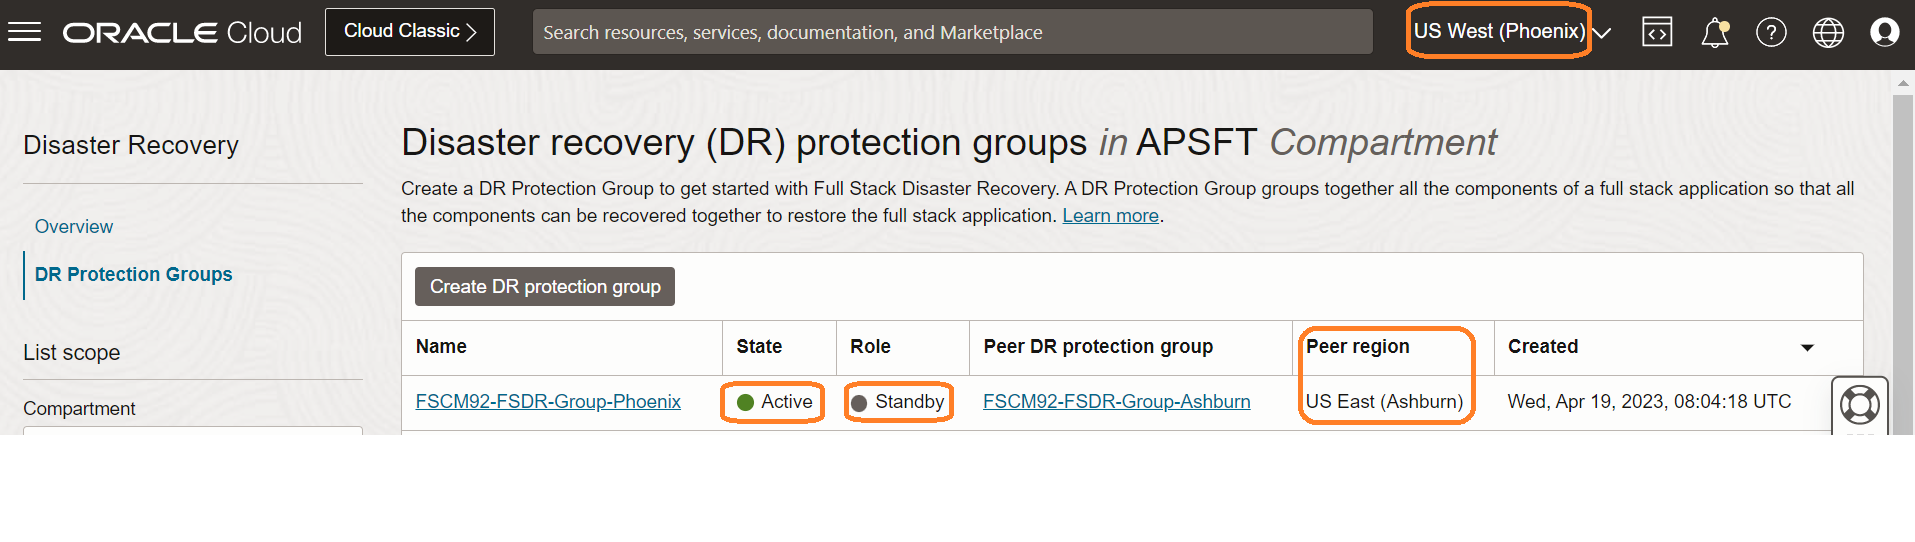 ORACLE Cloud
Cloud Classic
Search resources, services, documentation, and Marketplace
US West (Phoenix)
Disaster Recovery
Overview
DR Protection Groups
List scope
Compartment
Disaster recovery (DR) protection groups in APSFT Compartment
Create a DR Protection Group to get started with Full Stack Disaster Recovery. A DR Protection Group groups together all the components of a full stack application so that all
the components can be recovered together to restore the full stack application. Learn more.
Create DR protection group
Name State Role Peer DR protection group Peer region Created
FSCM92-FSDR-Group-Phoenix Active Standby FSCM92-FSDR-Group-Ashburn US East (Ashburn) Wed, Apr 19, 2023, 08:04:18 UTC